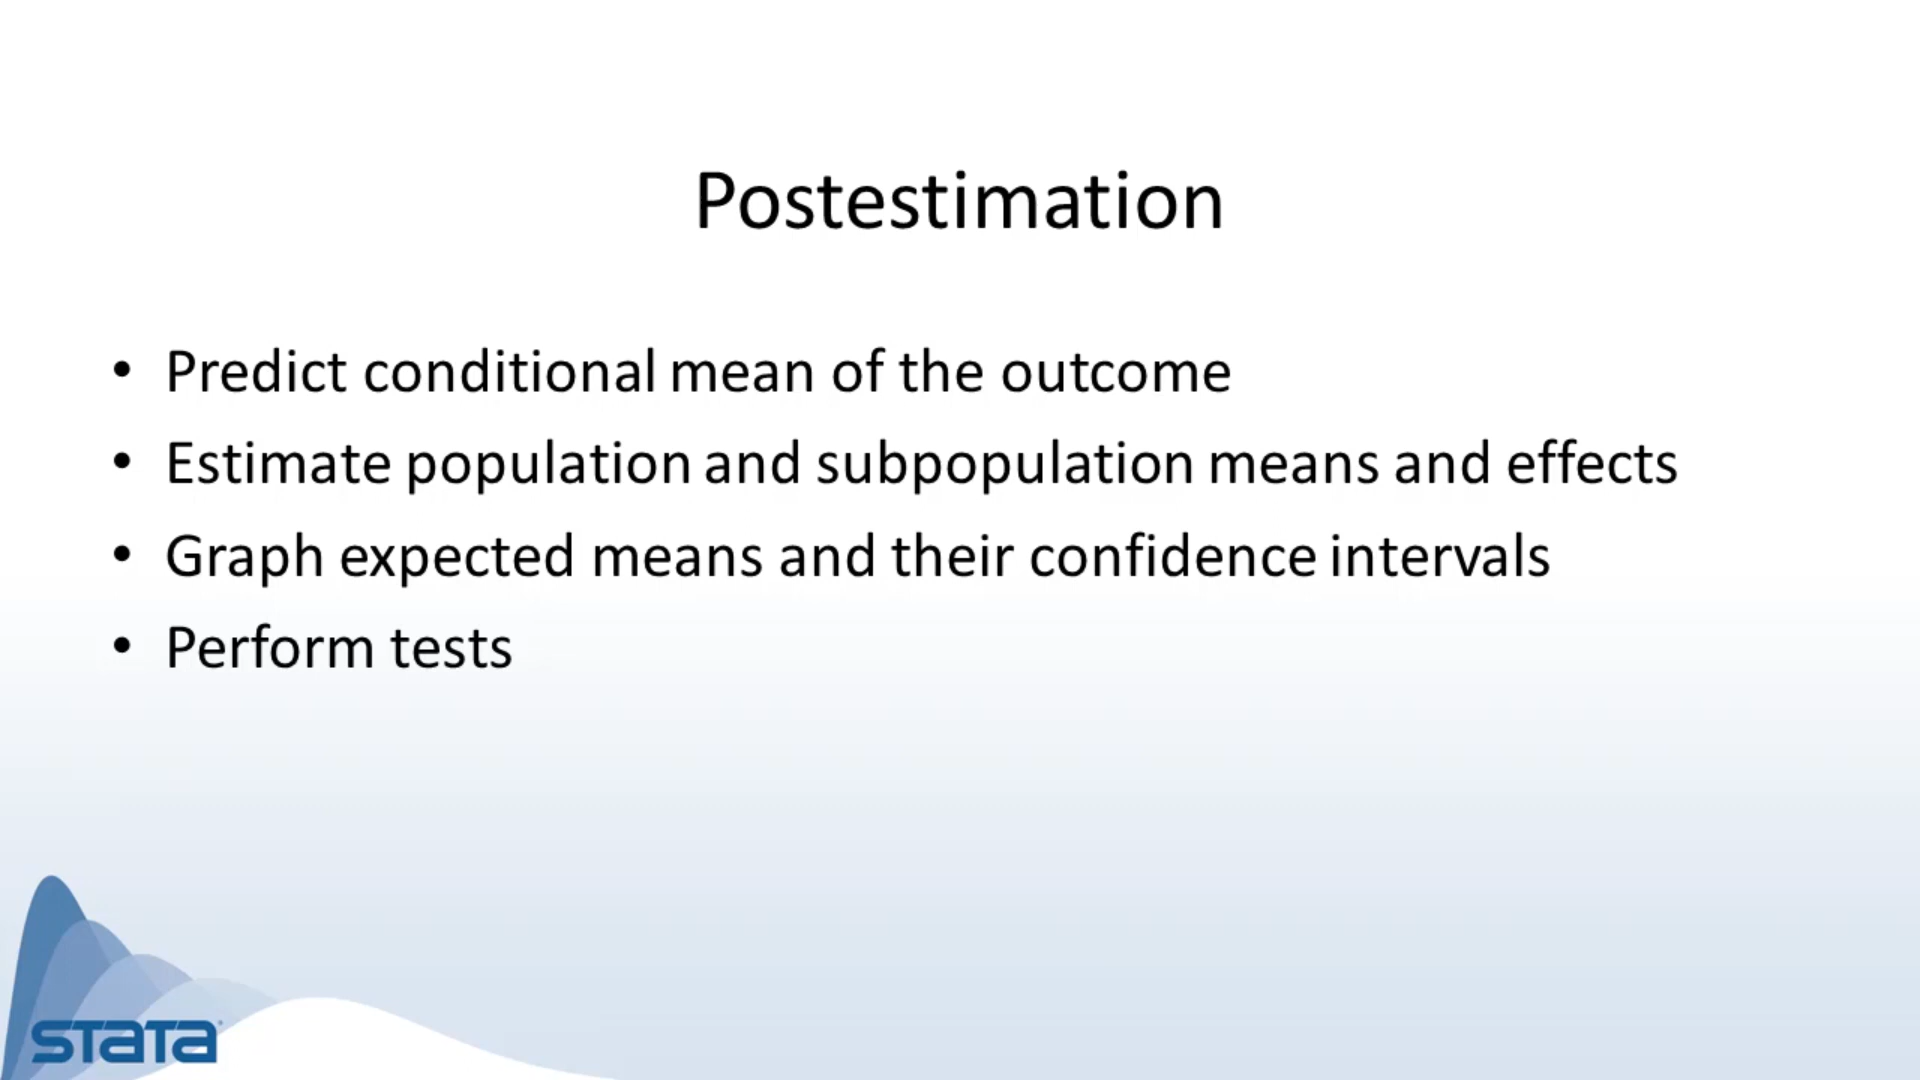 Postestimation
• Predict conditional mean of the outcome
• Estimate population and subpopulation means and effects
• Graph expected means and their confidence intervals
• Perform tests
stata